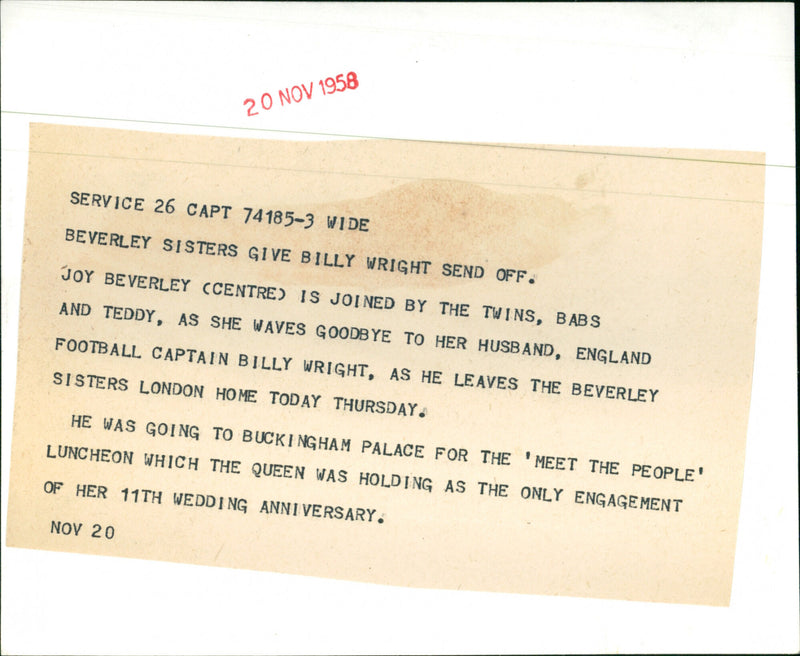 20 NOV 1958
SERVICE 26 CAPT 74185-3 WIDE
BEVERLEY SISTERS GIVE BILLY WRIGHT SEND OFF.
JOY BEVERLEY (CENTRE) IS JOINED BY THE TWINS, BABS
AND TEDDY, AS SHE WAVES GOODBYE TO HER HUSBAND, ENGLAND
FOOTBALL CAPTAIN BILLY WRIGHT, AS HE LEAVES THE BEVERLEY
SISTERS LONDON HOME TODAY THURSDAY.
HE WAS GOING TO BUCKINGHAM PALACE FOR THE 'MEET THE PEOPLE'
LUNCHEON WHICH THE QUEEN WAS HOLDING AS THE ONLY ENGAGEMENT
OF HER 11TH WEDDING ANNIVERSARY.
NOV 20